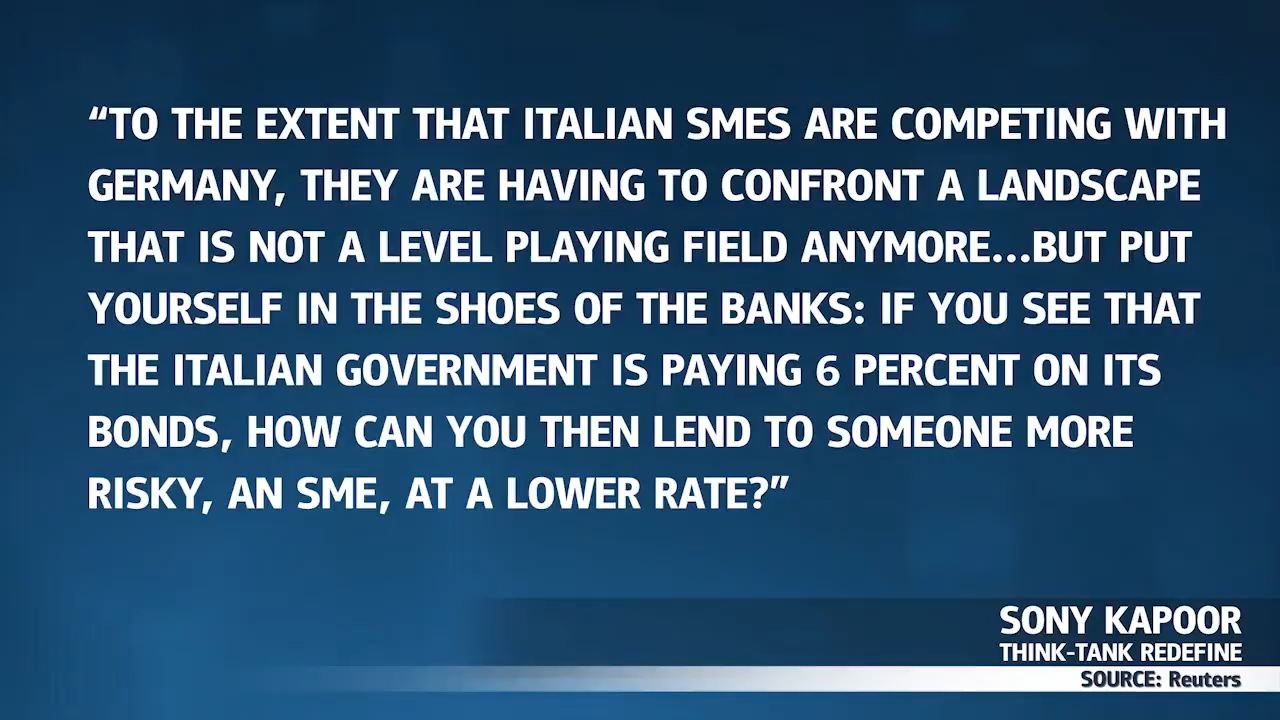 “TO THE EXTENT THAT ITALIAN SMES ARE COMPETING WITH
GERMANY, THEY ARE HAVING TO CONFRONT A LANDSCAPE
THAT IS NOT A LEVEL PLAYING FIELD ANYMORE...BUT PUT
YOURSELF IN THE SHOES OF THE BANKS: IF YOU SEE THAT
THE ITALIAN GOVERNMENT IS PAYING 6 PERCENT ON ITS
BONDS, HOW CAN YOU THEN LEND TO SOMEONE MORE
RISKY, AN SME, AT A LOWER RATE?”
SONY KAPOOR
THINK-TANK REDEFINE
SOURCE: Reuters